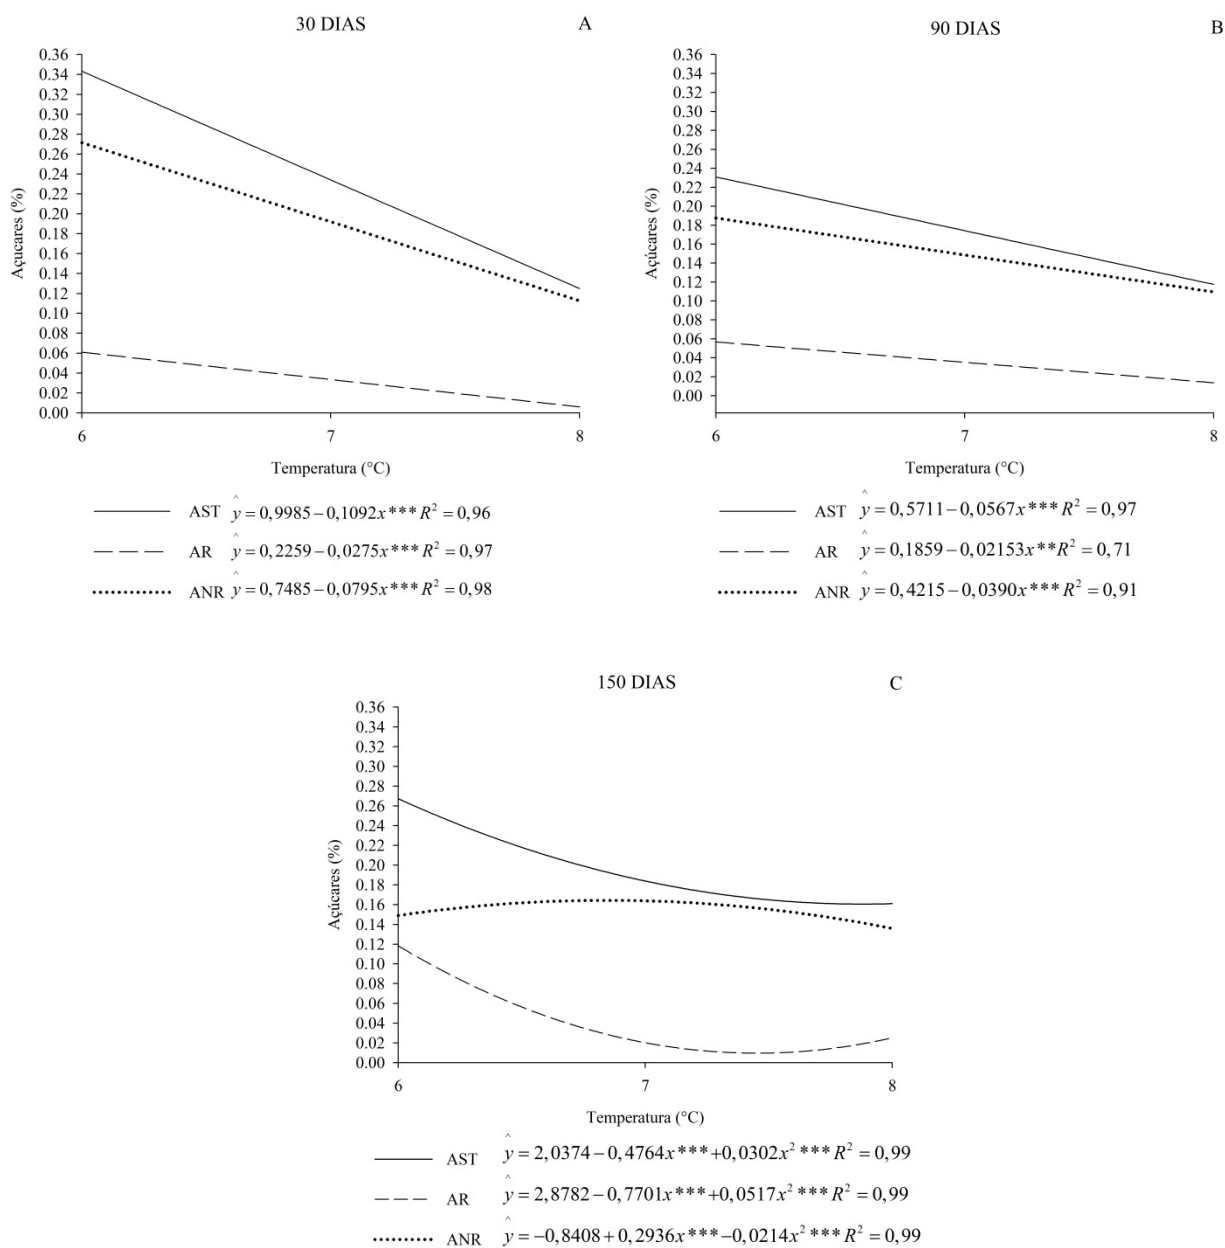 30 DIAS A
Açucares (%)
0.36
0.34
0.32
0.30
0.28
0.26
0.24
0.22
0.20
0.18
0.16
0.14
0.12
0.10
0.08
0.06
0.04
0.02
0.00
6 7 8
Temperatura (°C)
AST ŷ = 0,9985 − 0,1092x*** R² = 0,96
AR ŷ = 0,2259 − 0,0275x*** R² = 0,97
ANR ŷ = 0,7485 − 0,0795x*** R² = 0,98
90 DIAS B
Açúcares (%)
0.36
0.34
0.32
0.30
0.28
0.26
0.24
0.22
0.20
0.18
0.16
0.14
0.12
0.10
0.08
0.06
0.04
0.02
0.00
6 7 8
Temperatura (°C)
AST ŷ = 0,5711 − 0,0567x*** R² = 0,97
AR ŷ = 0,1859 − 0,02153x** R² = 0,71
ANR ŷ = 0,4215 − 0,0390x*** R² = 0,91
150 DIAS C
Açúcares (%)
0.36
0.34
0.32
0.30
0.28
0.26
0.24
0.22
0.20
0.18
0.16
0.14
0.12
0.10
0.08
0.06
0.04
0.02
0.00
6 7 8
Temperatura (°C)
AST ŷ = 2,0374 − 0,4764x*** +0,0302x² *** R² = 0,99
AR ŷ = 2,8782 − 0,7701x*** +0,0517x² *** R² = 0,99
ANR ŷ = −0,8408 + 0,2936x*** −0,0214x² *** R² = 0,99